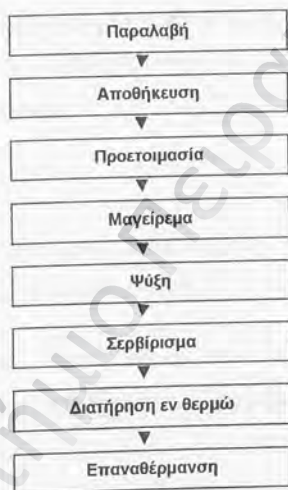 Παραλαβή
Αποθήκευση
Προετοιμασία
Μαγείρεμα
Ψύξη
Σερβίρισμα
Διατήρηση εν θερμώ
Επαναθέρμανση